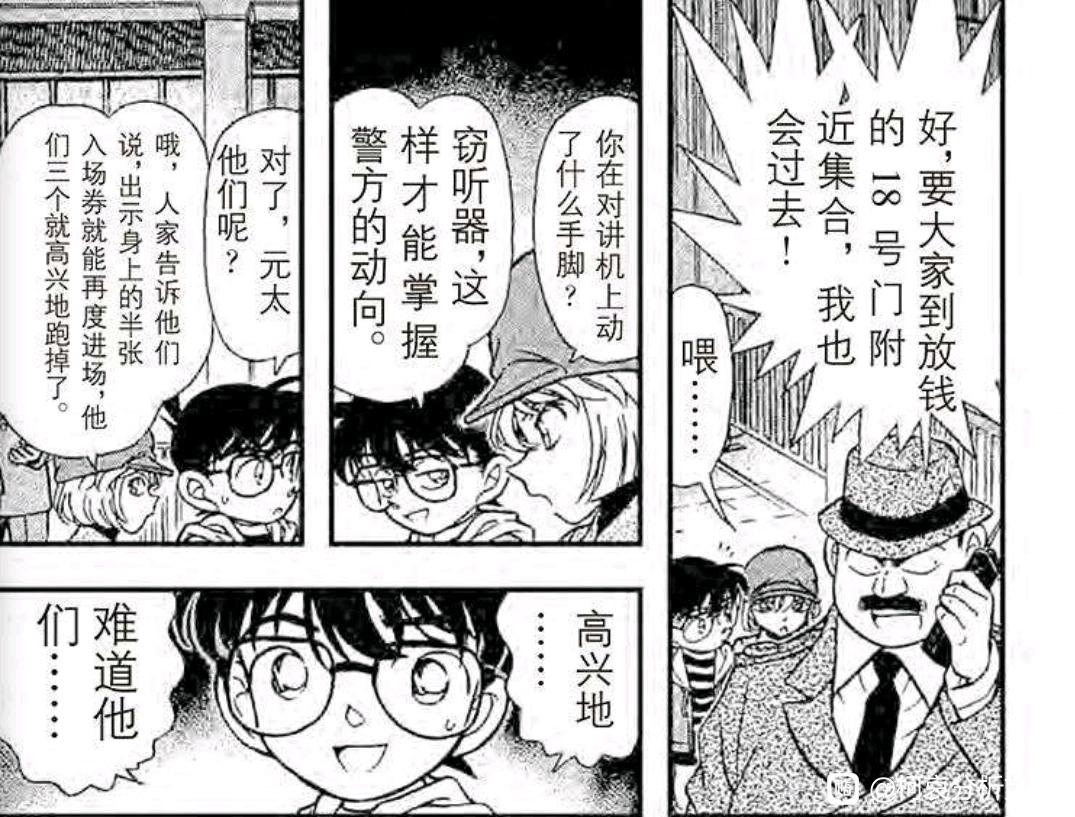 好，要大家到放钱
的18号门附
近集合，我也
会过去！
喂……
你在对讲机上动
了什么手脚？
窃听器，这
样才能掌握
警方的动向。
对了，元太
他们呢？
哦，人家告诉他们
说，出示身上的半张
入场券就能再度进场，他
们三个就高兴地跑掉了。
高兴地
……
难道他
们……
@柯哀分析